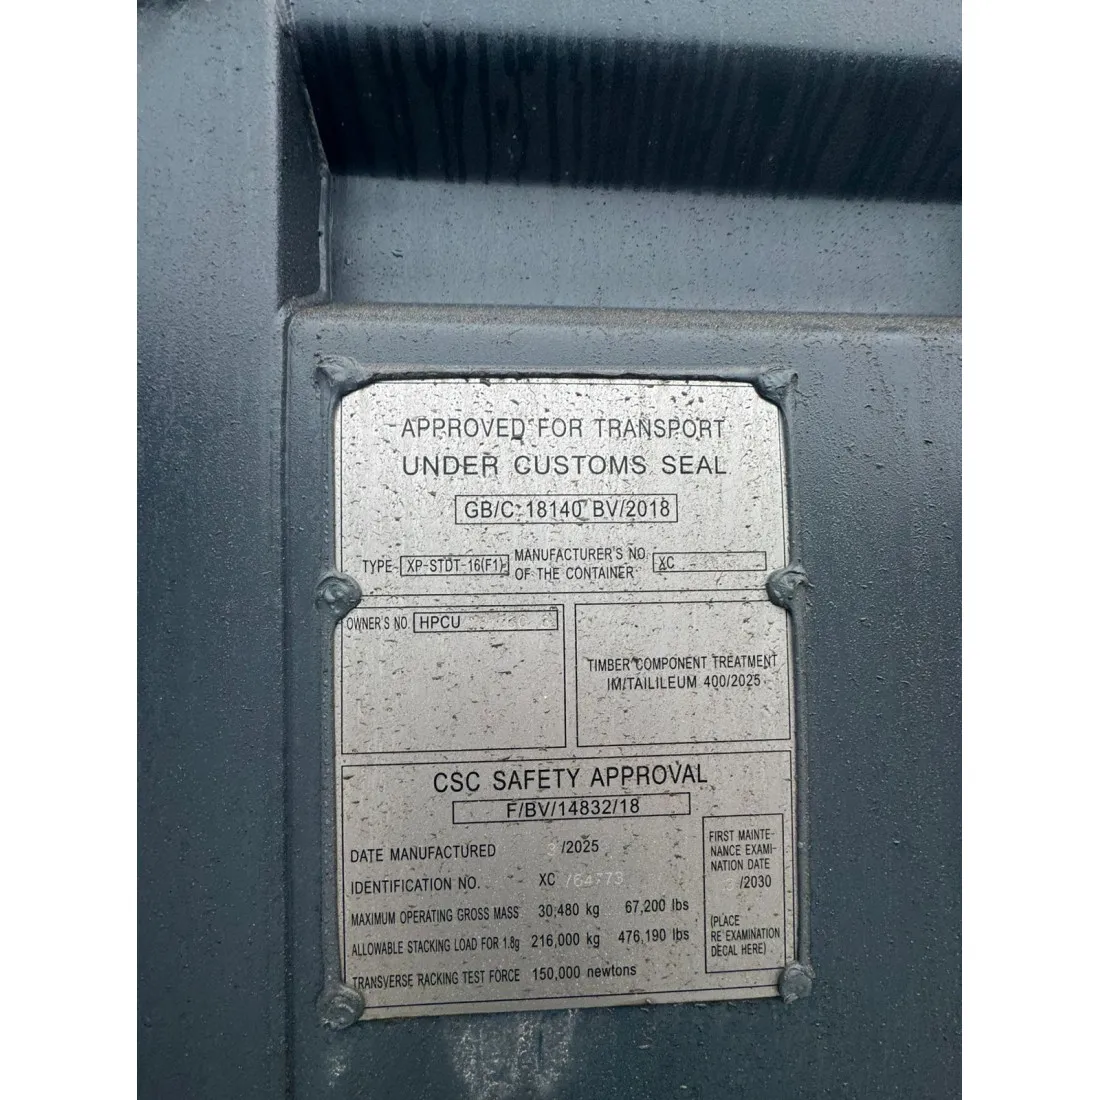 APPROVED FOR TRANSPORT
UNDER CUSTOMS SEAL
GB/C 18140 BV/2018
TYPE XP-STDT-16(F1)
MANUFACTURER'S NO.
OF THE CONTAINER
XC
OWNER'S NO. HPCU
TIMBER COMPONENT TREATMENT
IM/TAILILEUM 400/2025
CSC SAFETY APPROVAL
F/BV/14832/18
DATE MANUFACTURED /2025
IDENTIFICATION NO. XC
MAXIMUM OPERATING GROSS MASS 30,480 kg 67,200 lbs
ALLOWABLE STACKING LOAD FOR 1.8g 216,000 kg 476,190 lbs
TRANSVERSE RACKING TEST FORCE 150,000 newtons
FIRST MAINTE-
NANCE EXAMI-
NATION DATE
/2030
(PLACE
RE EXAMINATION
DECAL HERE)